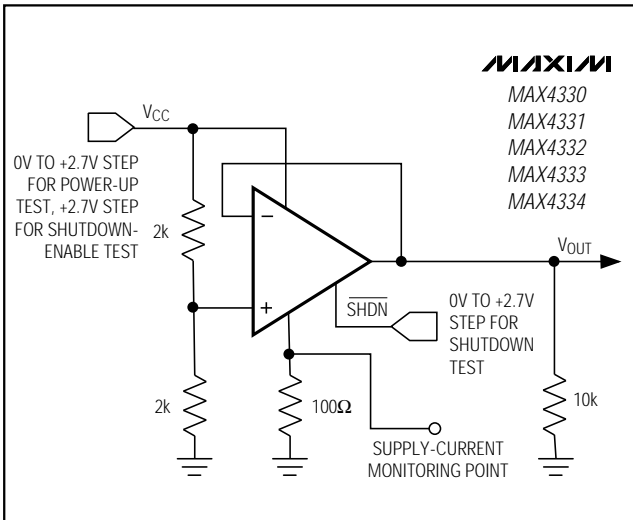 MAXIM
MAX4330
MAX4331
MAX4332
MAX4333
MAX4334
VCC
0V TO +2.7V STEP
FOR POWER-UP
TEST, +2.7V STEP
FOR SHUTDOWN-
ENABLE TEST
2k
−
+
VOUT
SHDN
0V TO +2.7V
STEP FOR
SHUTDOWN
TEST
2k
100Ω
10k
SUPPLY-CURRENT
MONITORING POINT